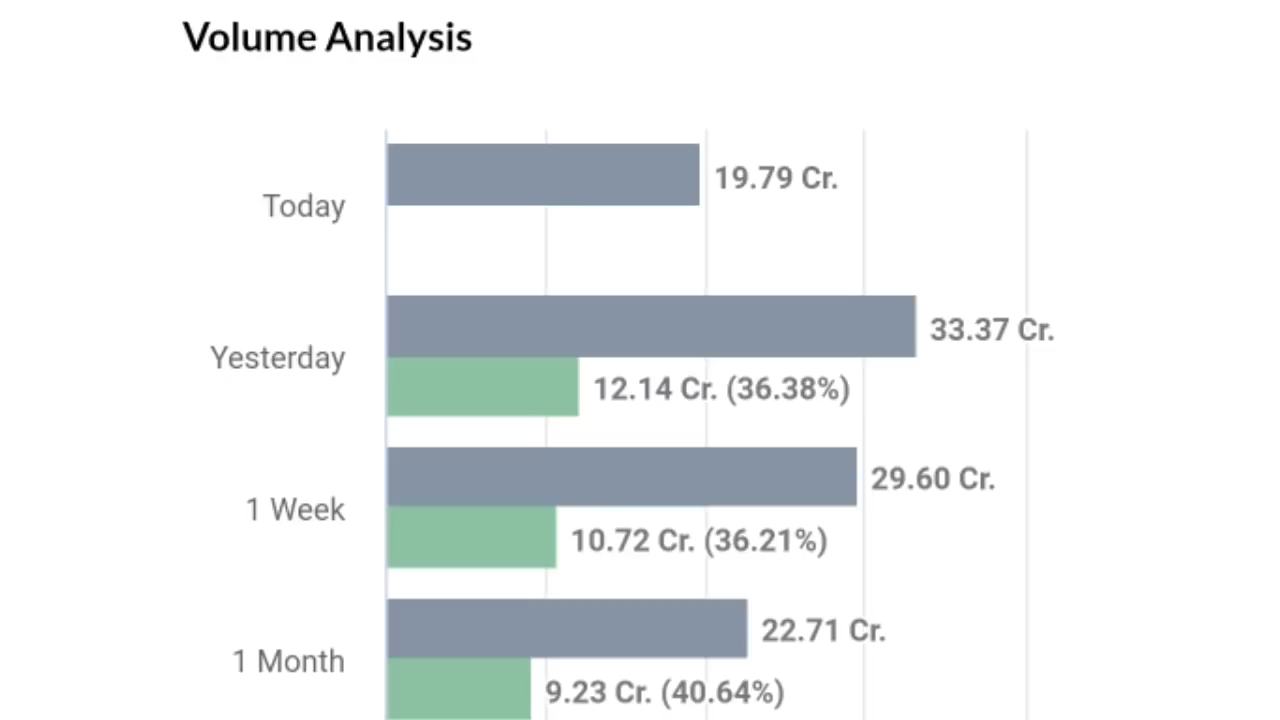 Volume Analysis
Today
19.79 Cr.
Yesterday
33.37 Cr.
12.14 Cr. (36.38%)
1 Week
29.60 Cr.
10.72 Cr. (36.21%)
1 Month
22.71 Cr.
9.23 Cr. (40.64%)